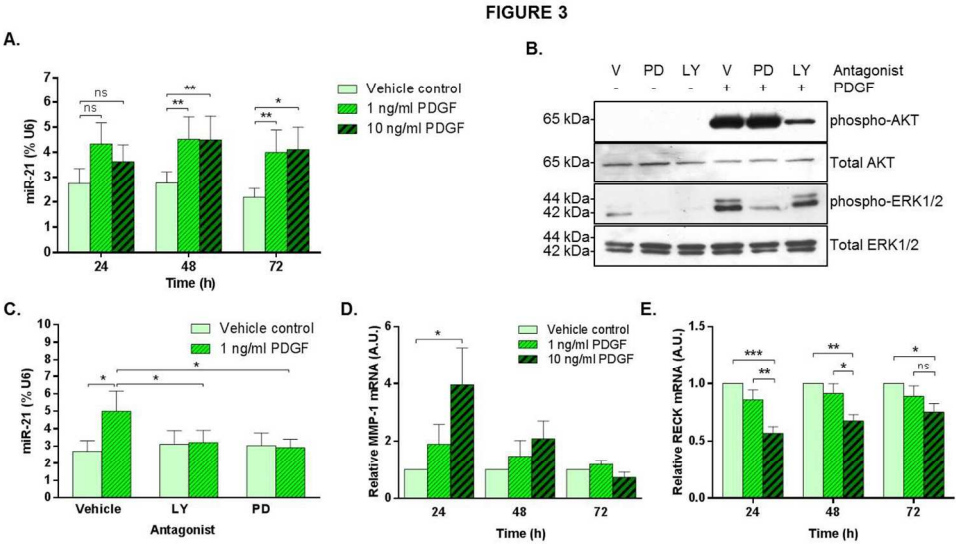 FIGURE 3
A.
miR-21 (% U6)
7
6
5
4
3
2
1
0
ns
ns
**
**
*
**
24 48 72
Time (h)
Vehicle control
1 ng/ml PDGF
10 ng/ml PDGF
B.
V PD LY V PD LY Antagonist
- - - + + + PDGF
65 kDa phospho-AKT
65 kDa Total AKT
44 kDa
42 kDa
phospho-ERK1/2
44 kDa
42 kDa
Total ERK1/2
C.
miR-21 (% U6)
10
9
8
7
6
5
4
3
2
1
0
Vehicle control
1 ng/ml PDGF
*
* *
Vehicle LY PD
Antagonist
D.
Relative MMP-1 mRNA (A.U.)
6
4
2
0
*
Vehicle control
1 ng/ml PDGF
10 ng/ml PDGF
24 48 72
Time (h)
E.
Relative RECK mRNA (A.U.)
1.5
1.0
0.5
0.0
*** ** *
** * ns
24 48 72
Time (h)